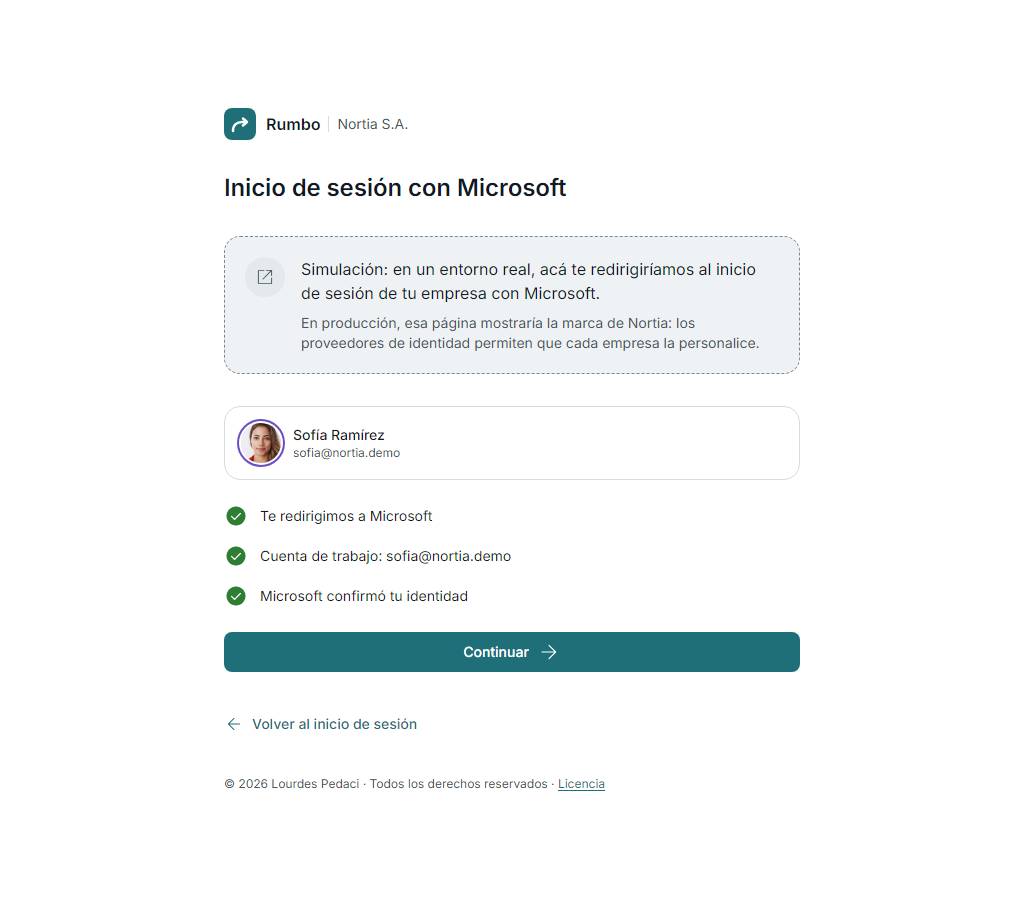 Rumbo | Nortia S.A.
Inicio de sesión con Microsoft
Simulación: en un entorno real, acá te redirigiríamos al inicio
de sesión de tu empresa con Microsoft.
En producción, esa página mostraría la marca de Nortia: los
proveedores de identidad permiten que cada empresa la personalice.
Sofía Ramírez
sofia@nortia.demo
Te redirigimos a Microsoft
Cuenta de trabajo: sofia@nortia.demo
Microsoft confirmó tu identidad
Continuar
Volver al inicio de sesión
© 2026 Lourdes Pedaci · Todos los derechos reservados · Licencia